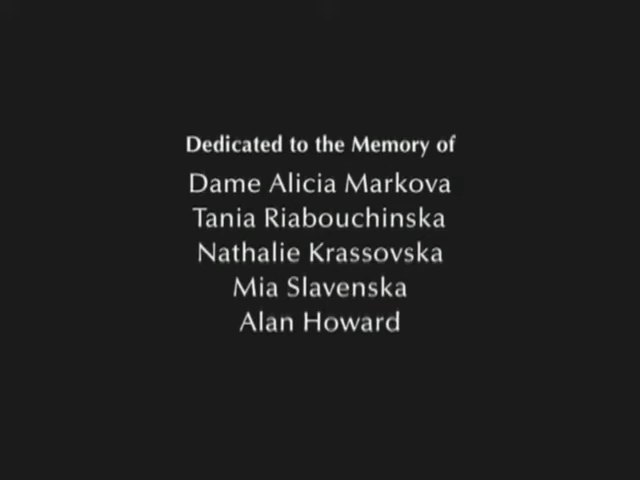 Dedicated to the Memory of
Dame Alicia Markova
Tania Riabouchinska
Nathalie Krassovska
Mia Slavenska
Alan Howard